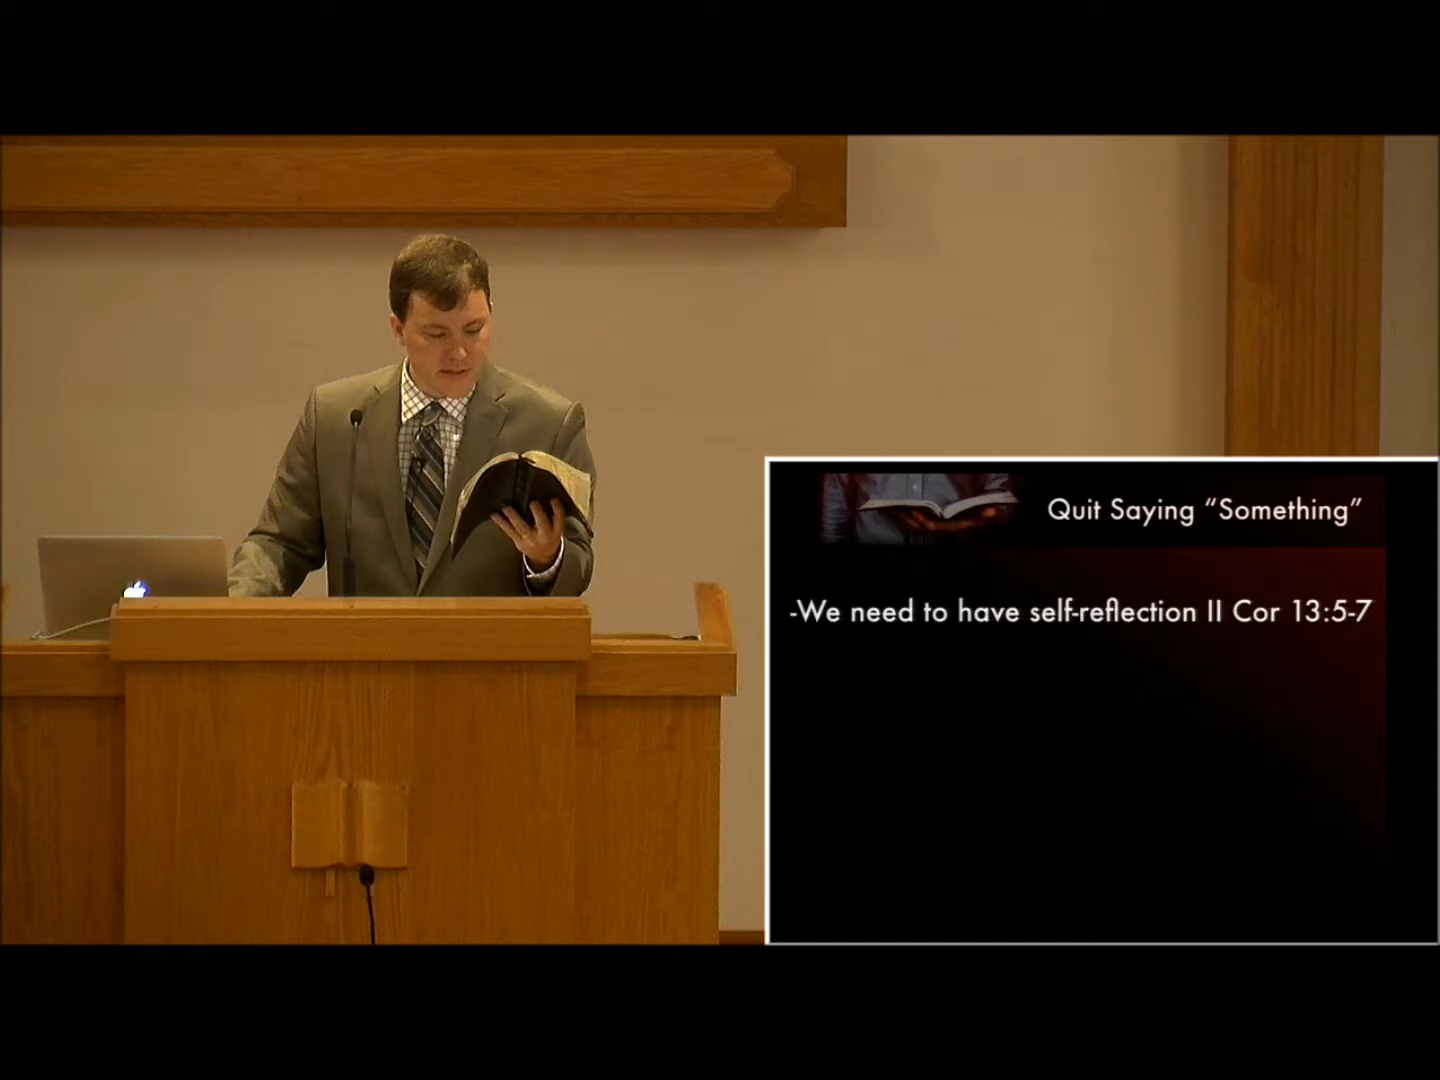 Quit Saying “Something”
-We need to have self-reflection II Cor 13:5-7